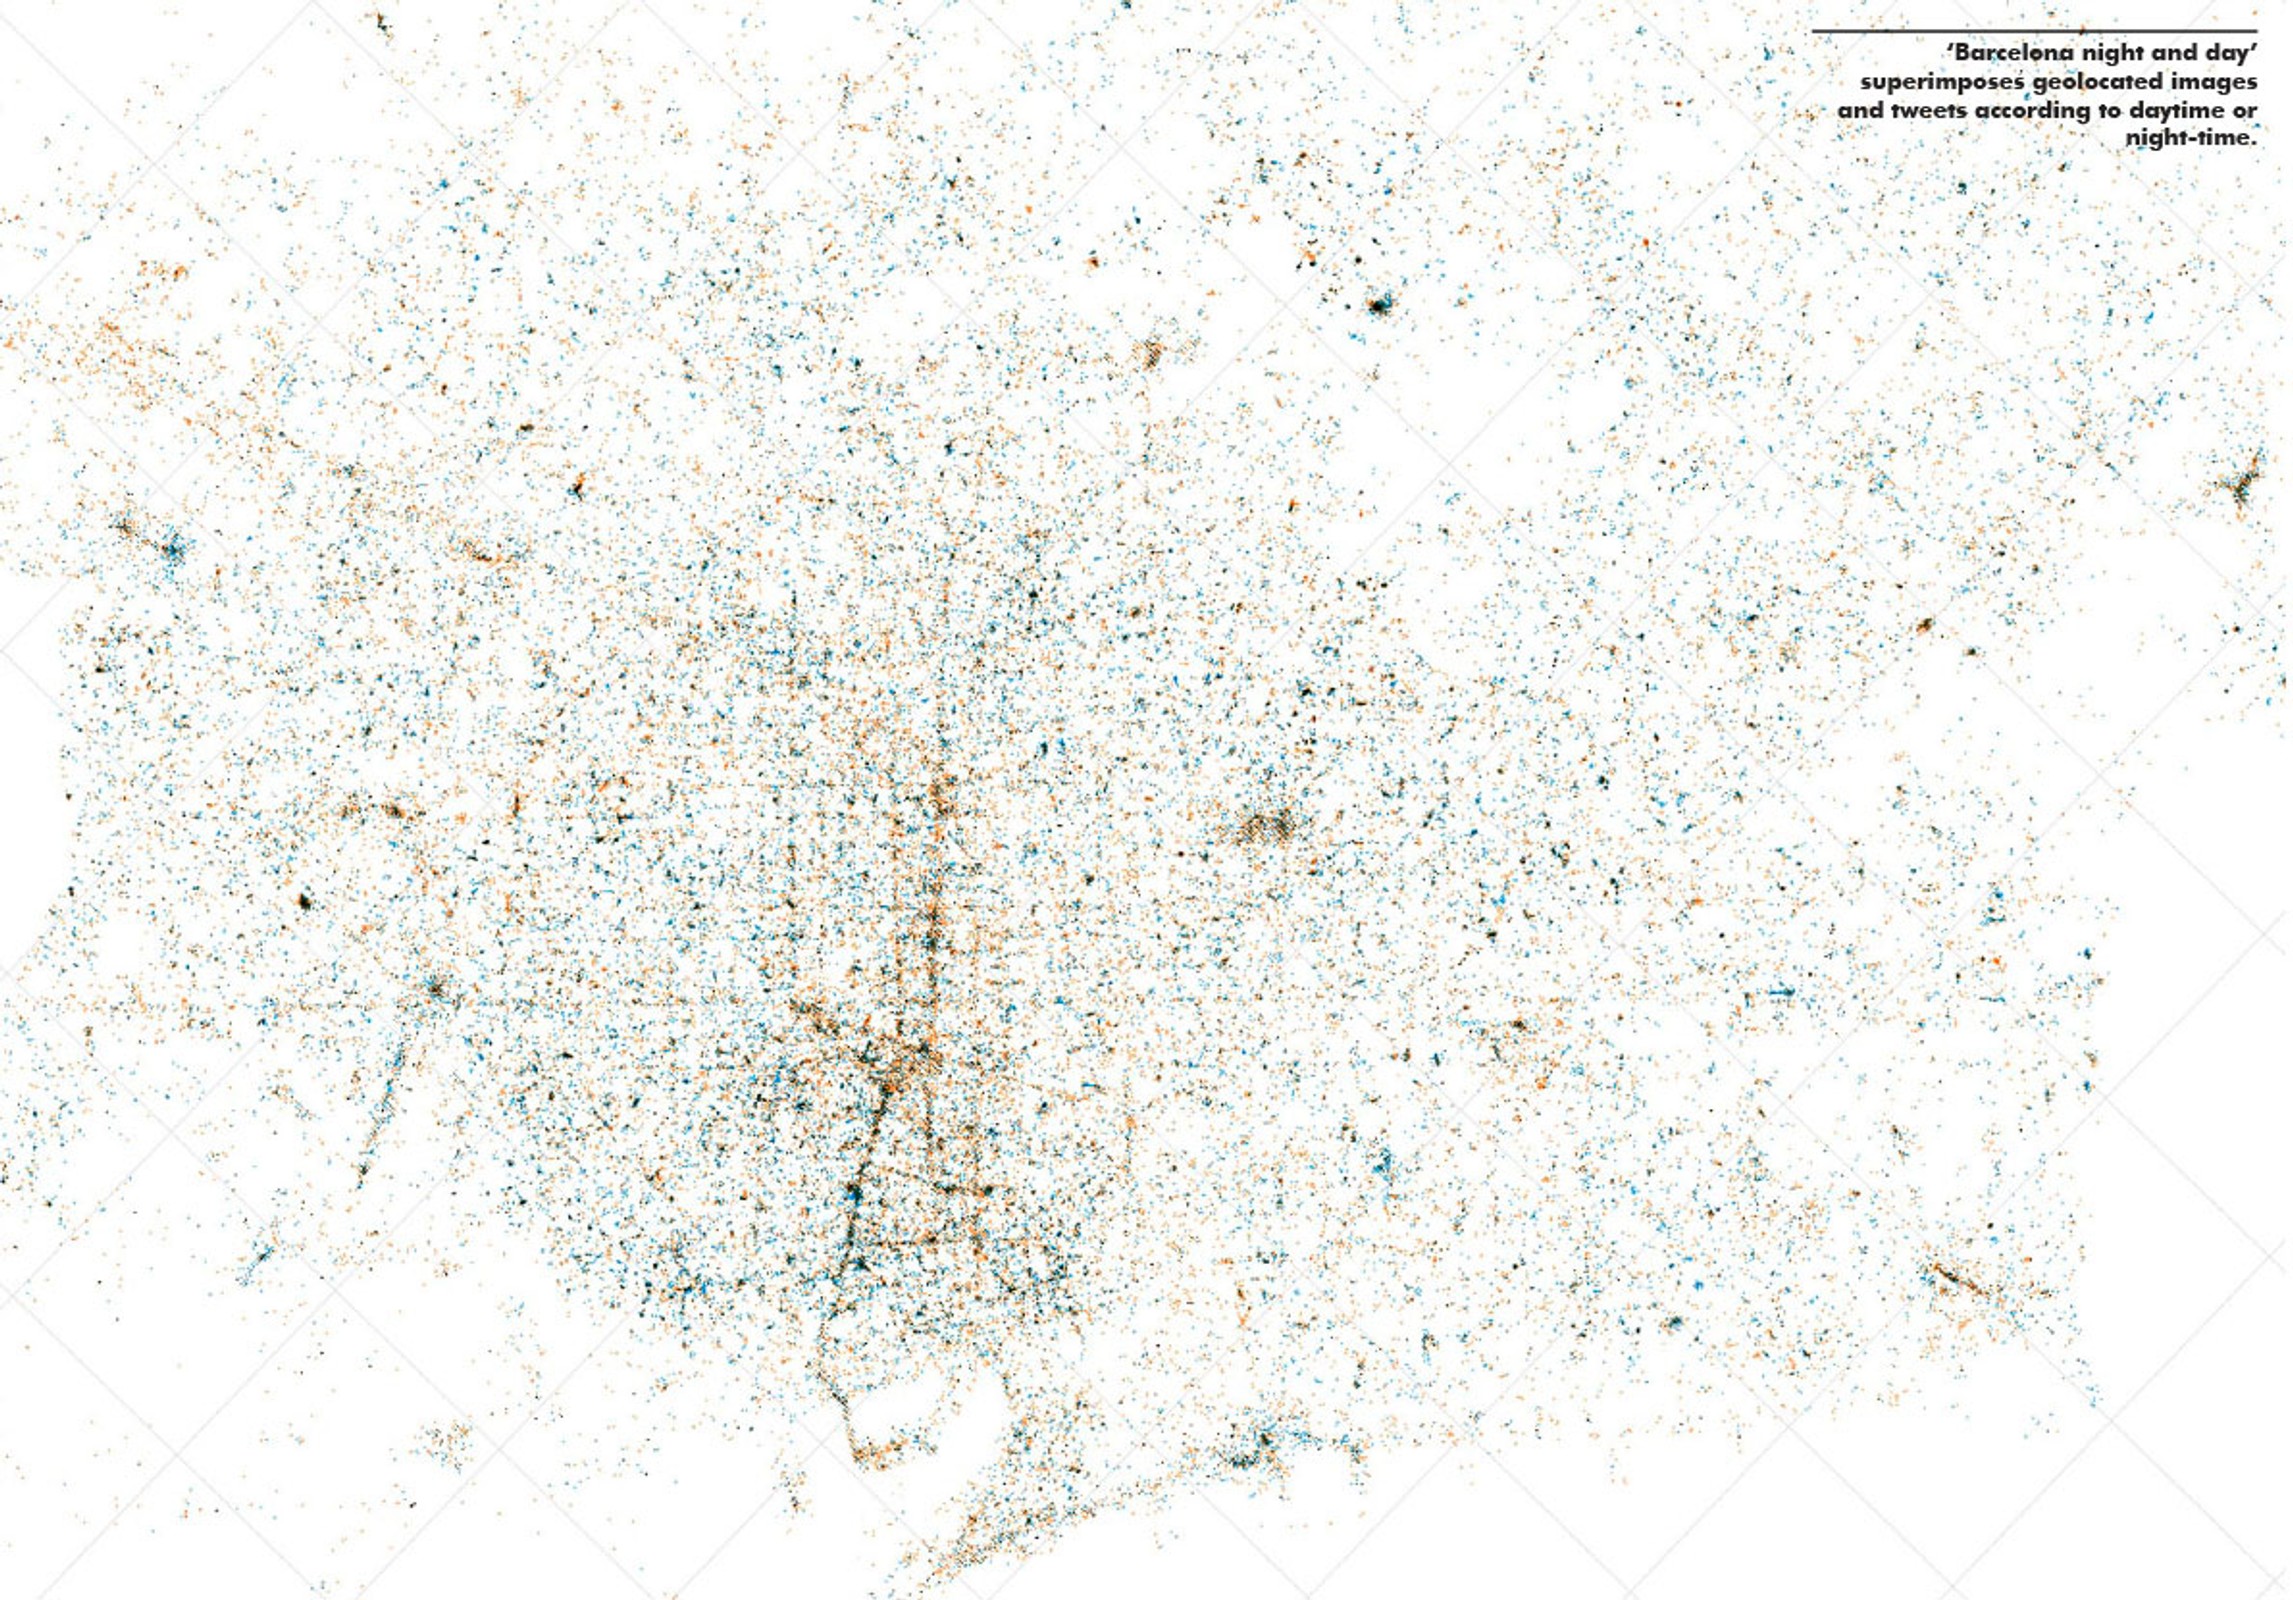 ‘Barcelona night and day’
superimposes geolocated images
and tweets according to daytime or
night-time.